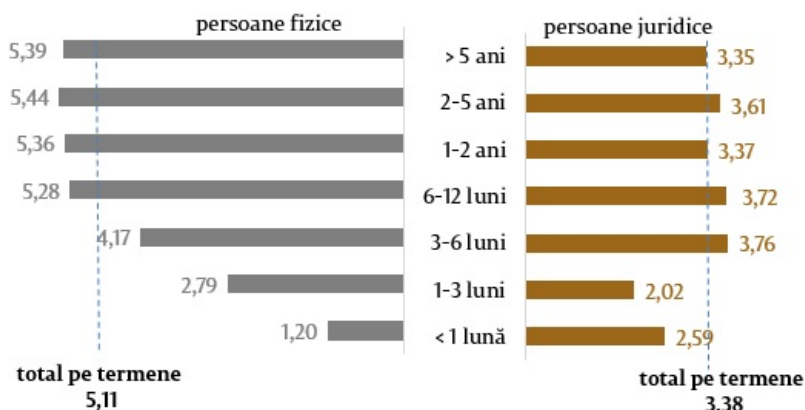 persoane fizice persoane juridice
5,39 > 5 ani 3,35
5,44 2-5 ani 3,61
5,36 1-2 ani 3,37
5,28 6-12 luni 3,72
4,17 3-6 luni 3,76
2,79 1-3 luni 2,02
1,20 < 1 lună 2,59
total pe termene total pe termene
5,11 3,38